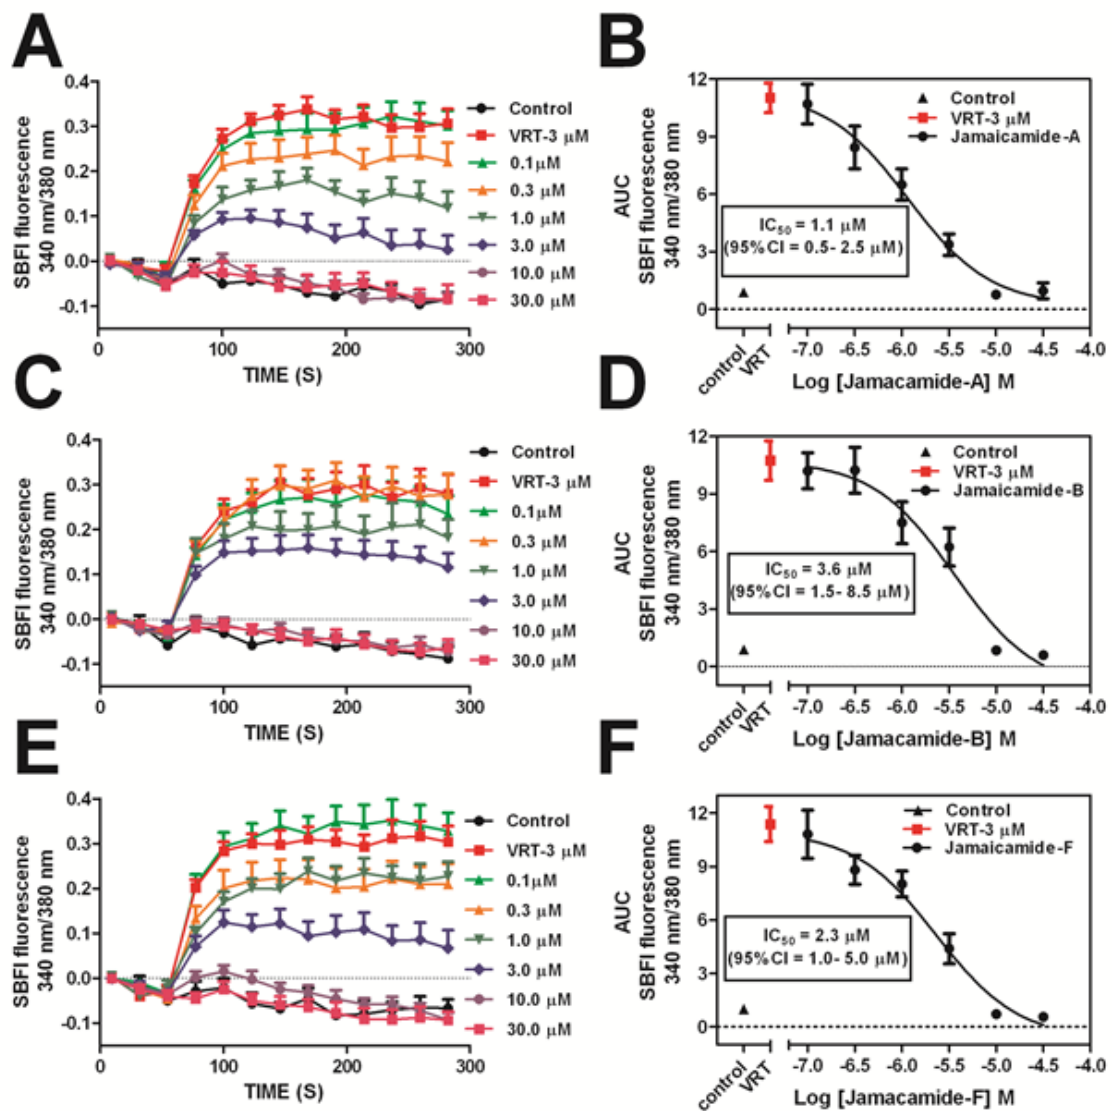 A
SBFI fluorescence
340 nm/380 nm
0.4
0.3
0.2
0.1
0.0
-0.1
0
100
200
300
TIME (S)
Control
VRT-3 μM
0.1μM
0.3 μM
1.0 μM
3.0 μM
10.0 μM
30.0 μM
B
AUC
SBFI fluorescence
340 nm/380 nm
12
9
6
3
0
Control
VRT-3 μM
Jamaicamide-A
IC50 = 1.1 μM
(95%CI = 0.5- 2.5 μM)
control
VRT
-7.0
-6.5
-6.0
-5.5
-5.0
-4.5
-4.0
Log [Jamacamide-A] M
C
SBFI fluorescence
340 nm/380 nm
0.4
0.3
0.2
0.1
0.0
-0.1
0
100
200
300
TIME (S)
Control
VRT-3 μM
0.1μM
0.3 μM
1.0 μM
3.0 μM
10.0 μM
30.0 μM
D
AUC
SBFI fluorescence
340 nm/380 nm
12
9
6
3
0
Control
VRT-3 μM
Jamaicamide-B
IC50 = 3.6 μM
(95%CI = 1.5- 8.5 μM)
control
VRT
-7.0
-6.5
-6.0
-5.5
-5.0
-4.5
-4.0
Log [Jamacamide-B] M
E
SBFI fluorescence
340 nm/380 nm
0.4
0.3
0.2
0.1
0.0
-0.1
0
100
200
300
TIME (S)
Control
VRT-3 μM
0.1μM
0.3 μM
1.0 μM
3.0 μM
10.0 μM
30.0 μM
F
AUC
SBFI fluorescence
340 nm/380 nm
12
9
6
3
0
Control
VRT-3 μM
Jamaicamide-F
IC50 = 2.3 μM
(95%CI = 1.0- 5.0 μM)
control
VRT
-7.0
-6.5
-6.0
-5.5
-5.0
-4.5
-4.0
Log [Jamacamide-F] M